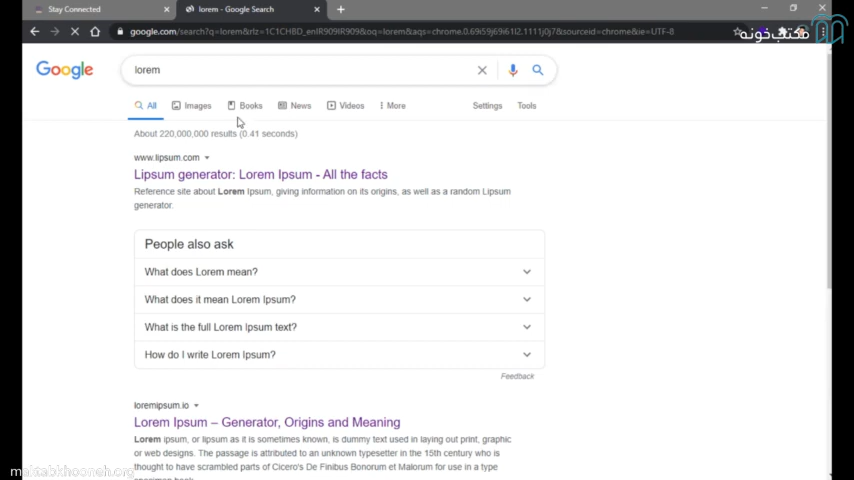 Stay Connected
lorem - Google Search
google.com/search?q=lorem&rlz=1C1CHBD_enIR909IR909&oq=lorem&aqs=chrome.0.69i59j69i61l2.1111j0j7&sourceid=chrome&ie=UTF-8
مکتب‌خونه
Google
lorem
All
Images
Books
News
Videos
More
Settings
Tools
About 220,000,000 results (0.41 seconds)
www.lipsum.com
Lipsum generator: Lorem Ipsum - All the facts
Reference site about Lorem Ipsum, giving information on its origins, as well as a random Lipsum
generator.
People also ask
What does Lorem mean?
What does it mean Lorem Ipsum?
What is the full Lorem Ipsum text?
How do I write Lorem Ipsum?
Feedback
loremipsum.io
Lorem Ipsum – Generator, Origins and Meaning
Lorem ipsum, or lipsum as it is sometimes known, is dummy text used in laying out print, graphic
or web designs. The passage is attributed to an unknown typesetter in the 15th century who is
thought to have scrambled parts of Cicero's De Finibus Bonorum et Malorum for use in a type
specimen book.
maktabkhooneh.org